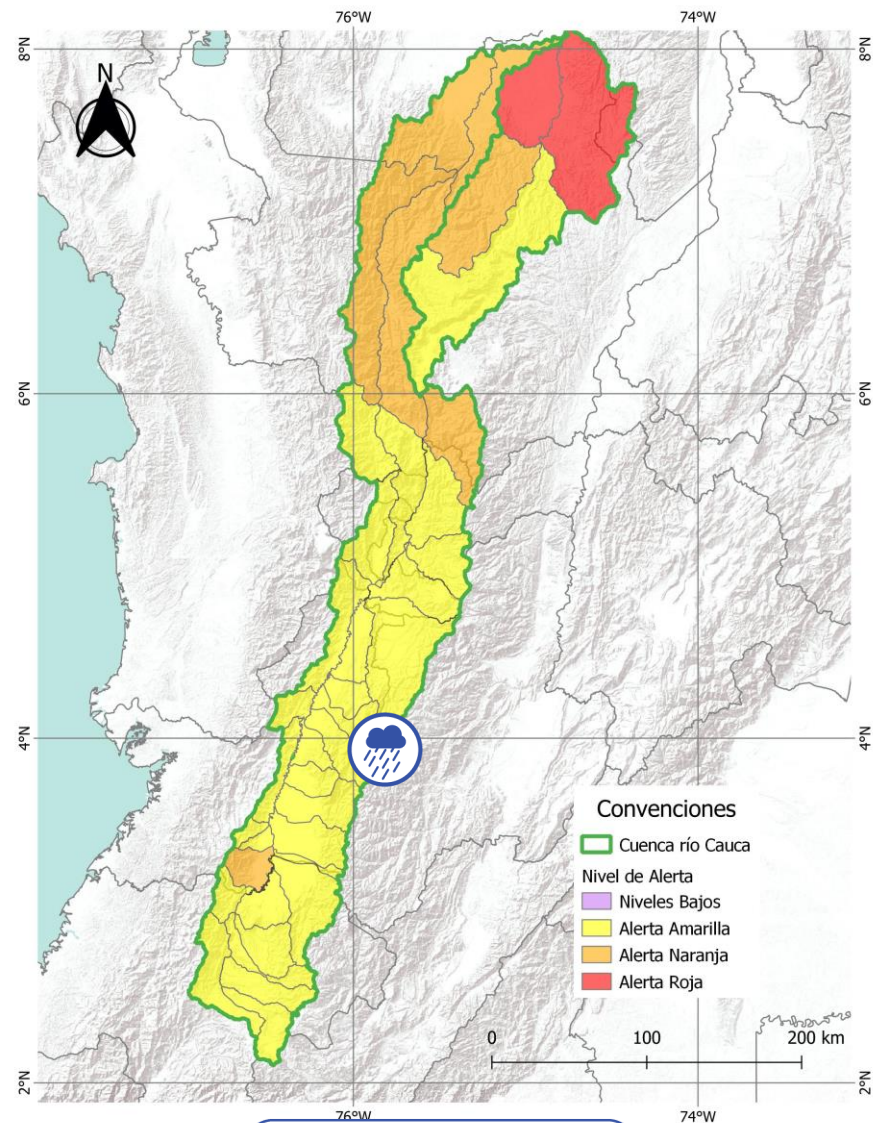 76°W
74°W
8°N
8°N
N
6°N
6°N
4°N
4°N
Convenciones
Cuenca río Cauca
Nivel de Alerta
Niveles Bajos
Alerta Amarilla
Alerta Naranja
Alerta Roja
0
100
200 km
2°N
2°N
76°W
74°W